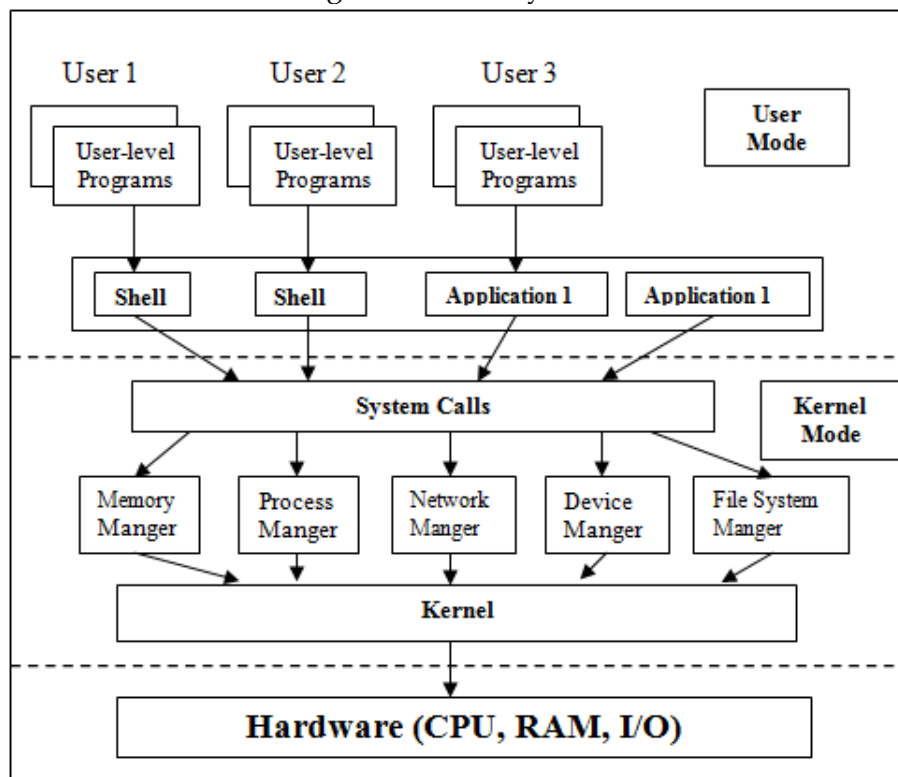 User 1 User 2 User 3
User Mode
User-level Programs
User-level Programs
User-level Programs
Shell Shell Application 1 Application 1
System Calls
Kernel Mode
Memory Manger
Process Manger
Network Manger
Device Manger
File System Manger
Kernel
Hardware (CPU, RAM, I/O)